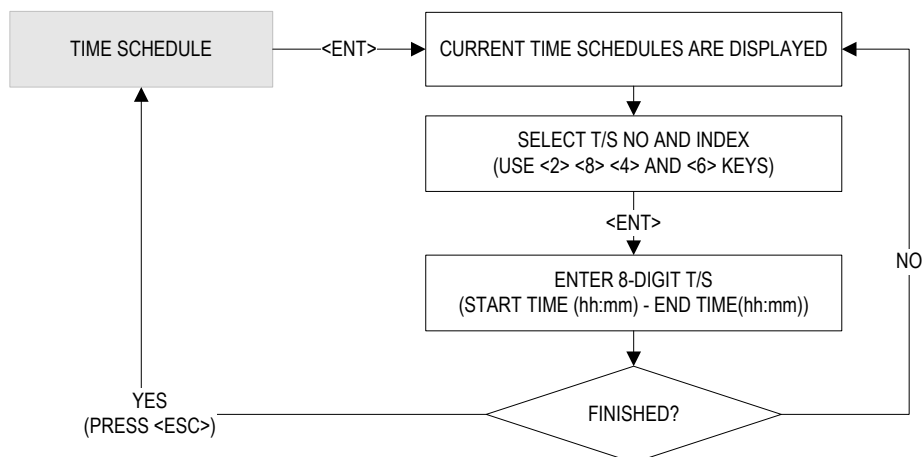 TIME SCHEDULE
<ENT>
CURRENT TIME SCHEDULES ARE DISPLAYED
SELECT T/S NO AND INDEX
(USE <2> <8> <4> AND <6> KEYS)
<ENT>
NO
ENTER 8-DIGIT T/S
(START TIME (hh:mm) - END TIME(hh:mm))
YES
(PRESS <ESC>)
FINISHED?